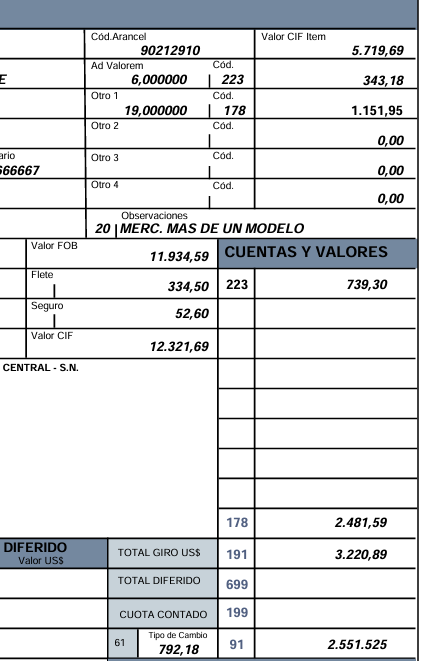 Cód.Arancel Valor CIF Item
90212910 5.719,69
Ad Valorem Cód.
E 6,000000 223 343,18
Otro 1 Cód.
19,000000 178 1.151,95
Otro 2 Cód.
0,00
ario Otro 3 Cód.
666667 0,00
Otro 4 Cód.
0,00
Observaciones
20 MERC. MAS DE UN MODELO
Valor FOB 11.934,59 CUENTAS Y VALORES
Flete 334,50 223 739,30
Seguro 52,60
Valor CIF 12.321,69
CENTRAL - S.N.
178 2.481,59
DIFERIDO TOTAL GIRO US$ 191 3.220,89
Valor US$
TOTAL DIFERIDO 699
CUOTA CONTADO 199
61 Tipo de Cambio 91 2.551.525
792,18